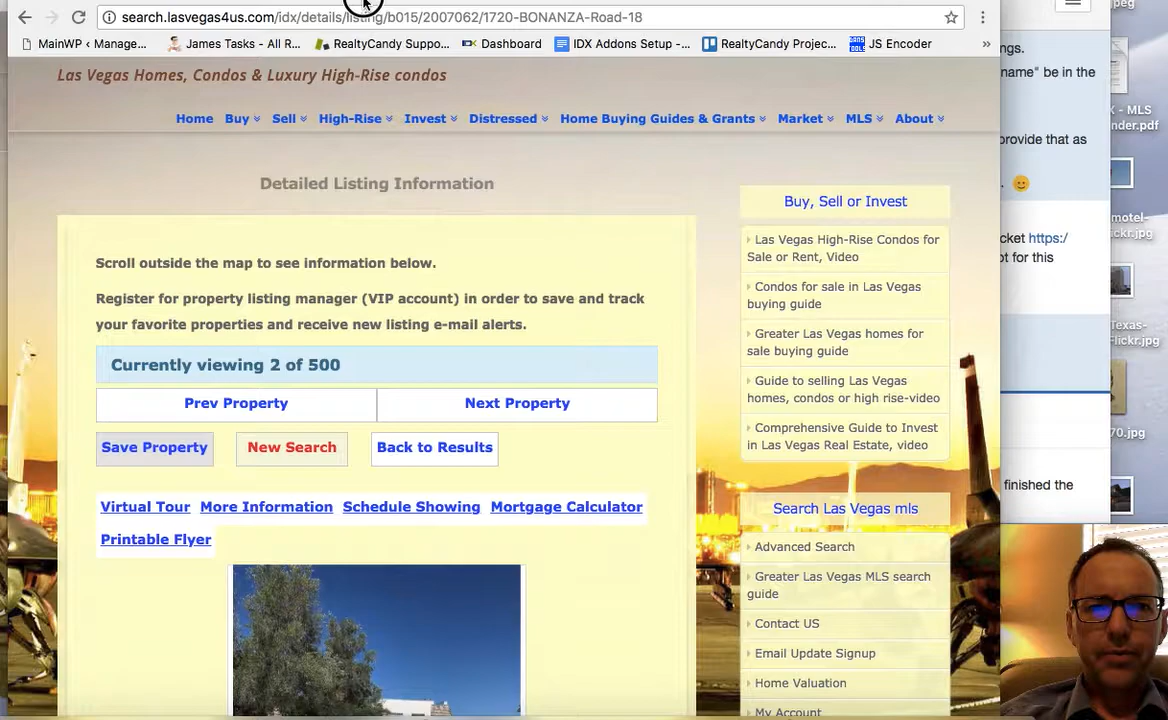 search.lasvegas4us.com/idx/details/listing/b015/2007062/1720-BONANZA-Road-18
MainWP ‹ Manage...
James Tasks - All R...
RealtyCandy Suppo...
Dashboard
IDX Addons Setup -...
RealtyCandy Projec...
JS Encoder
»
Las Vegas Homes, Condos & Luxury High-Rise condos
Home Buy Sell High-Rise Invest Distressed Home Buying Guides & Grants Market MLS About
Detailed Listing Information
Scroll outside the map to see information below.
Register for property listing manager (VIP account) in order to save and track
your favorite properties and receive new listing e-mail alerts.
Currently viewing 2 of 500
Prev Property
Next Property
Save Property
New Search
Back to Results
Virtual Tour More Information Schedule Showing Mortgage Calculator
Printable Flyer
Buy, Sell or Invest
Las Vegas High-Rise Condos for
Sale or Rent, Video
Condos for sale in Las Vegas
buying guide
Greater Las Vegas homes for
sale buying guide
Guide to selling Las Vegas
homes, condos or high rise-video
Comprehensive Guide to Invest
in Las Vegas Real Estate, video
Search Las Vegas mls
Advanced Search
Greater Las Vegas MLS search
guide
Contact US
Email Update Signup
Home Valuation
My Account
ngs.
name" be in the
provide that as
cket https:/
ot for this
finished the
jpeg
X - MLS
nder.pdf
motel-
ckr.jpg
Texas-
Flickr.jpg
70.jpg